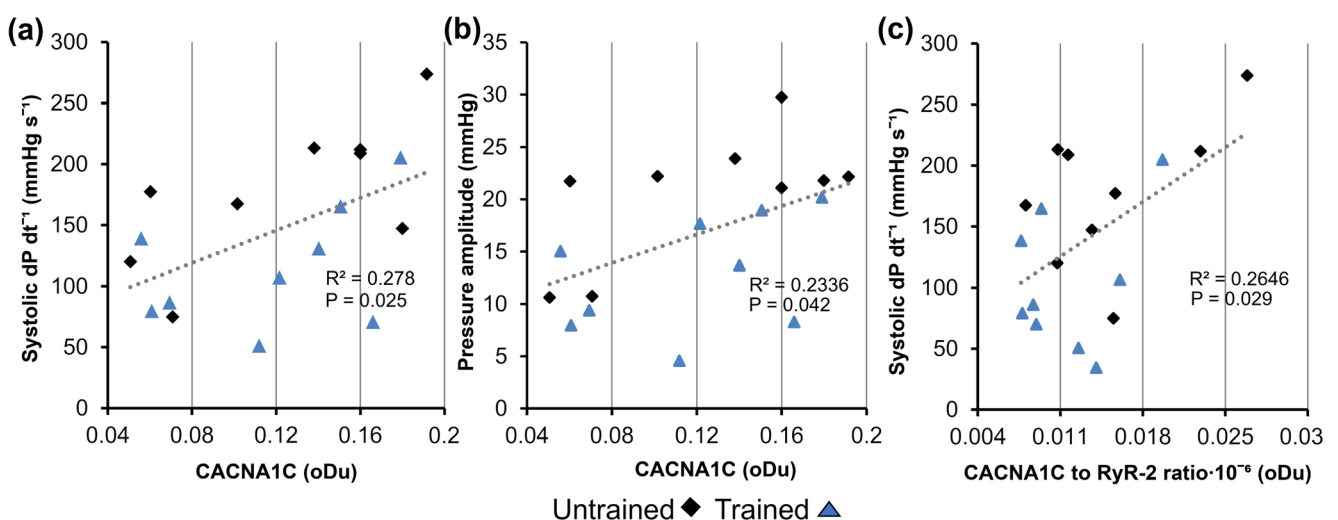 (a)
Systolic dP dt⁻¹ (mmHg s⁻¹)
300
250
200
150
100
50
0
0.04
0.08
0.12
0.16
0.2
R² = 0.278
P = 0.025
CACNA1C (oDu)
(b)
Pressure amplitude (mmHg)
35
30
25
20
15
10
5
0
0.04
0.08
0.12
0.16
0.2
R² = 0.2336
P = 0.042
CACNA1C (oDu)
(c)
Systolic dP dt⁻¹ (mmHg s⁻¹)
300
250
200
150
100
50
0
0.004
0.011
0.018
0.025
0.03
R² = 0.2646
P = 0.029
CACNA1C to RyR-2 ratio·10⁻⁶ (oDu)
Untrained Trained